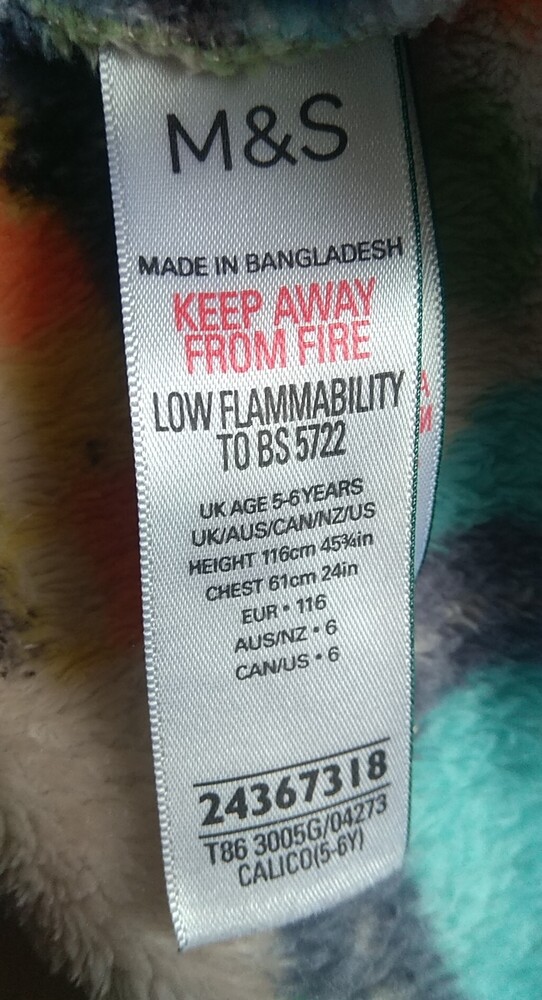 M&S
MADE IN BANGLADESH
KEEP AWAY
FROM FIRE
LOW FLAMMABILITY
TO BS 5722
UK AGE 5-6YEARS
UK/AUS/CAN/NZ/US
HEIGHT 116cm 45¾in
CHEST 61cm 24in
EUR • 116
AUS/NZ • 6
CAN/US • 6
24367318
T86 3005G/04273
CALICO(5-6Y)